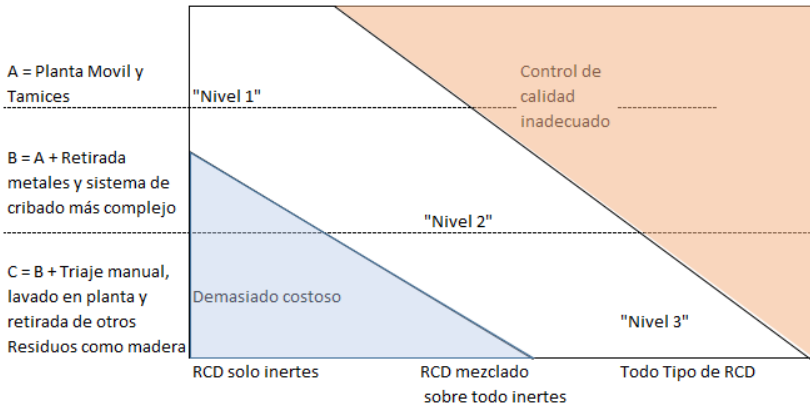 A = Planta Movil y
Tamices
"Nivel 1"
Control de
calidad
inadecuado
B = A + Retirada
metales y sistema de
cribado más complejo
"Nivel 2"
C = B + Triaje manual,
lavado en planta y
retirada de otros
Residuos como madera
Demasiado costoso
"Nivel 3"
RCD solo inertes
RCD mezclado
sobre todo inertes
Todo Tipo de RCD